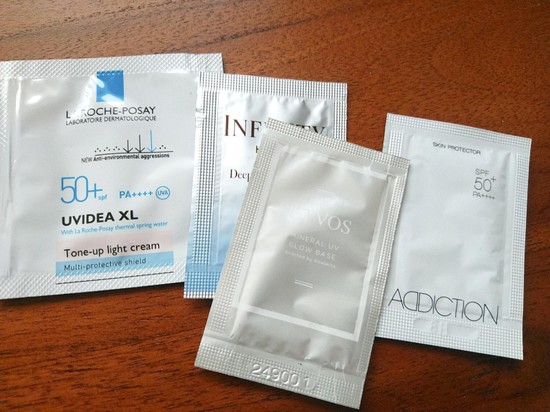 LA ROCHE-POSAY
LABORATOIRE DERMATOLOGIQUE
NEW Anti-environmental aggressions
50+ spf PA++++ UVA
UVIDEA XL
With La Roche-Posay thermal spring water
Tone-up light cream
Multi-protective shield
Deep
VOS
MINERAL UV
GLOW BASE
249001
SKIN PROTECTOR
SPF
50+
PA++++
ADDICTION